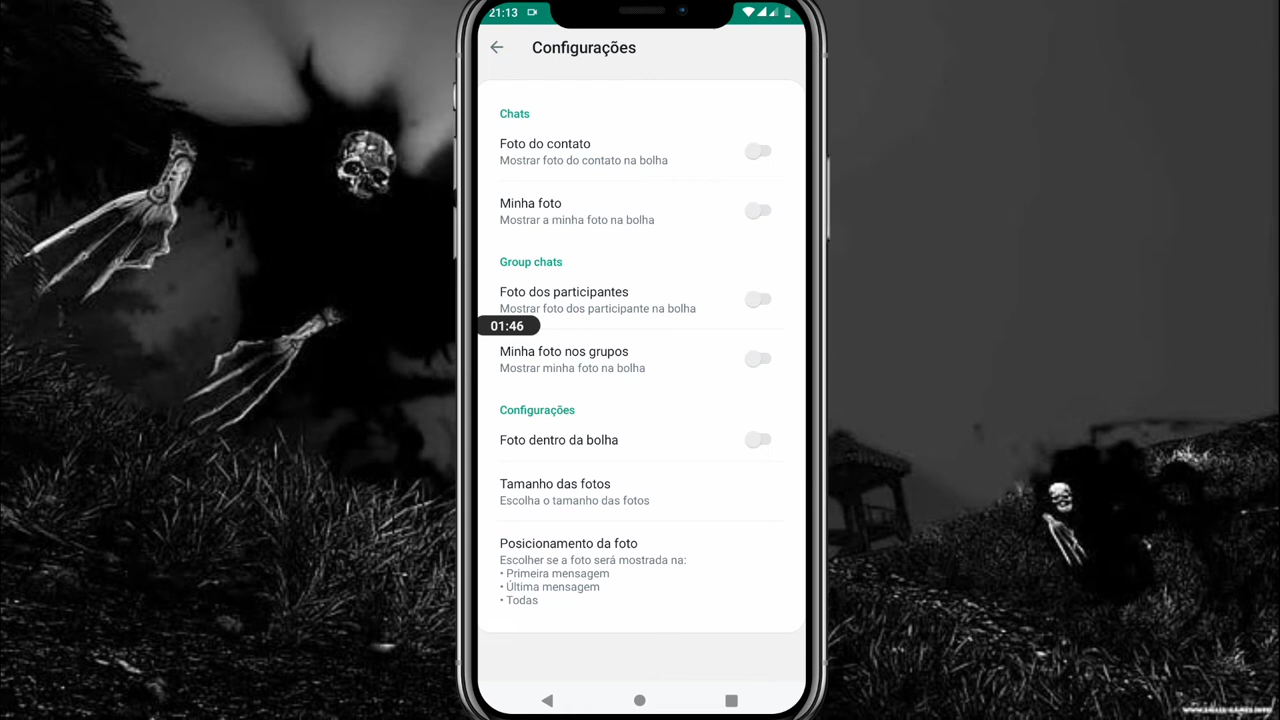 21:13
Configurações
Chats
Foto do contato
Mostrar foto do contato na bolha
Minha foto
Mostrar a minha foto na bolha
Group chats
Foto dos participantes
Mostrar foto dos participante na bolha
01:46
Minha foto nos grupos
Mostrar minha foto na bolha
Configurações
Foto dentro da bolha
Tamanho das fotos
Escolha o tamanho das fotos
Posicionamento da foto
Escolher se a foto será mostrada na:
• Primeira mensagem
• Última mensagem
• Todas